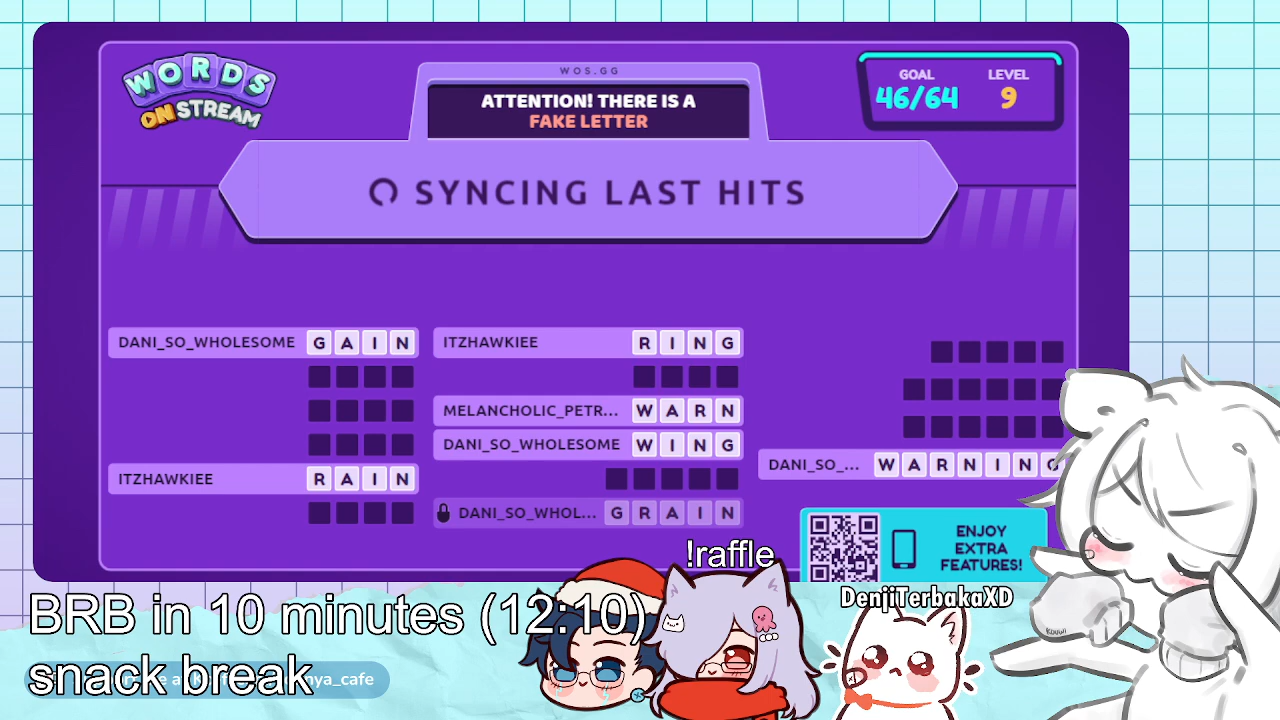 WORDS
ON STREAM
WOS.GG
ATTENTION! THERE IS A
FAKE LETTER
GOAL
46/64
LEVEL
9
SYNCING LAST HITS
DANI_SO_WHOLESOME GAIN
ITZHAWKIEE RAIN
ITZHAWKIEE RING
MELANCHOLIC_PETR... WARN
DANI_SO_WHOLESOME WING
DANI_SO_WHOL... GRAIN
DANI_SO_... WARNING
ENJOY
EXTRA
FEATURES!
!raffle
DenjiTerbakaXD
BRB in 10 minutes (12:10)
snack break